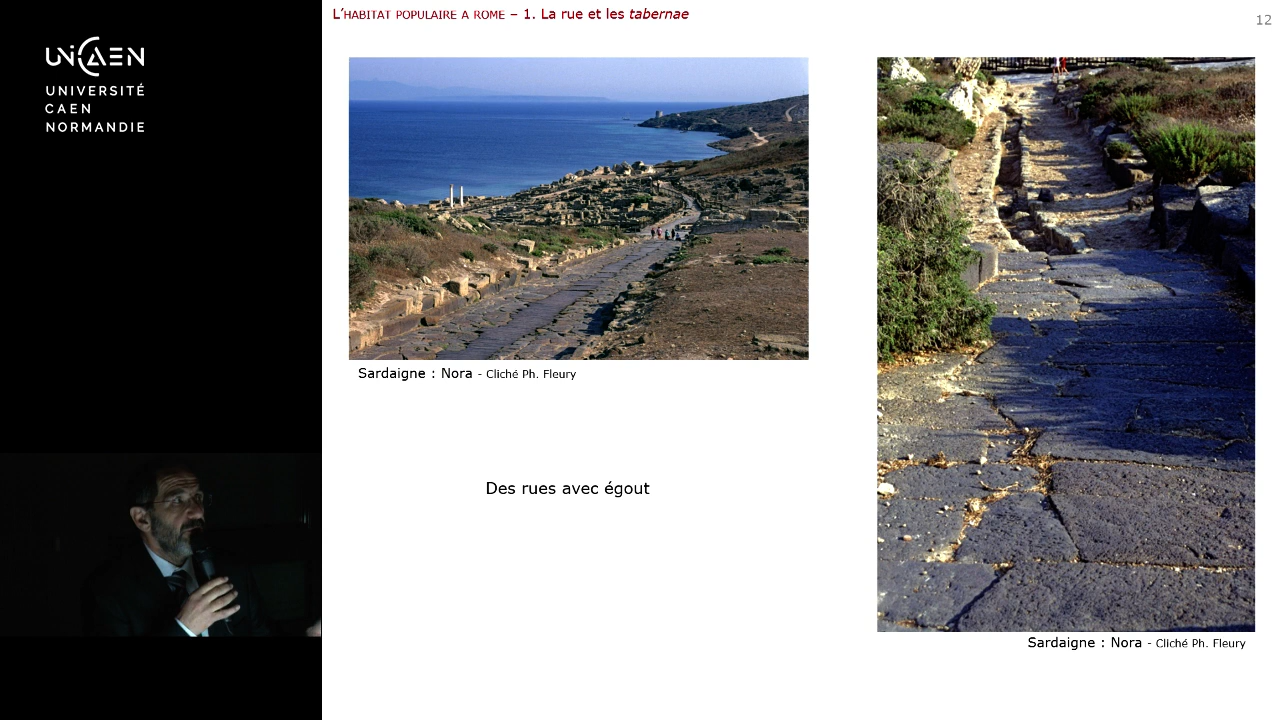 UNICAEN
UNIVERSITÉ
CAEN
NORMANDIE
L'HABITAT POPULAIRE A ROME – 1. La rue et les tabernae
12
Sardaigne : Nora - Cliché Ph. Fleury
Des rues avec égout
Sardaigne : Nora - Cliché Ph. Fleury